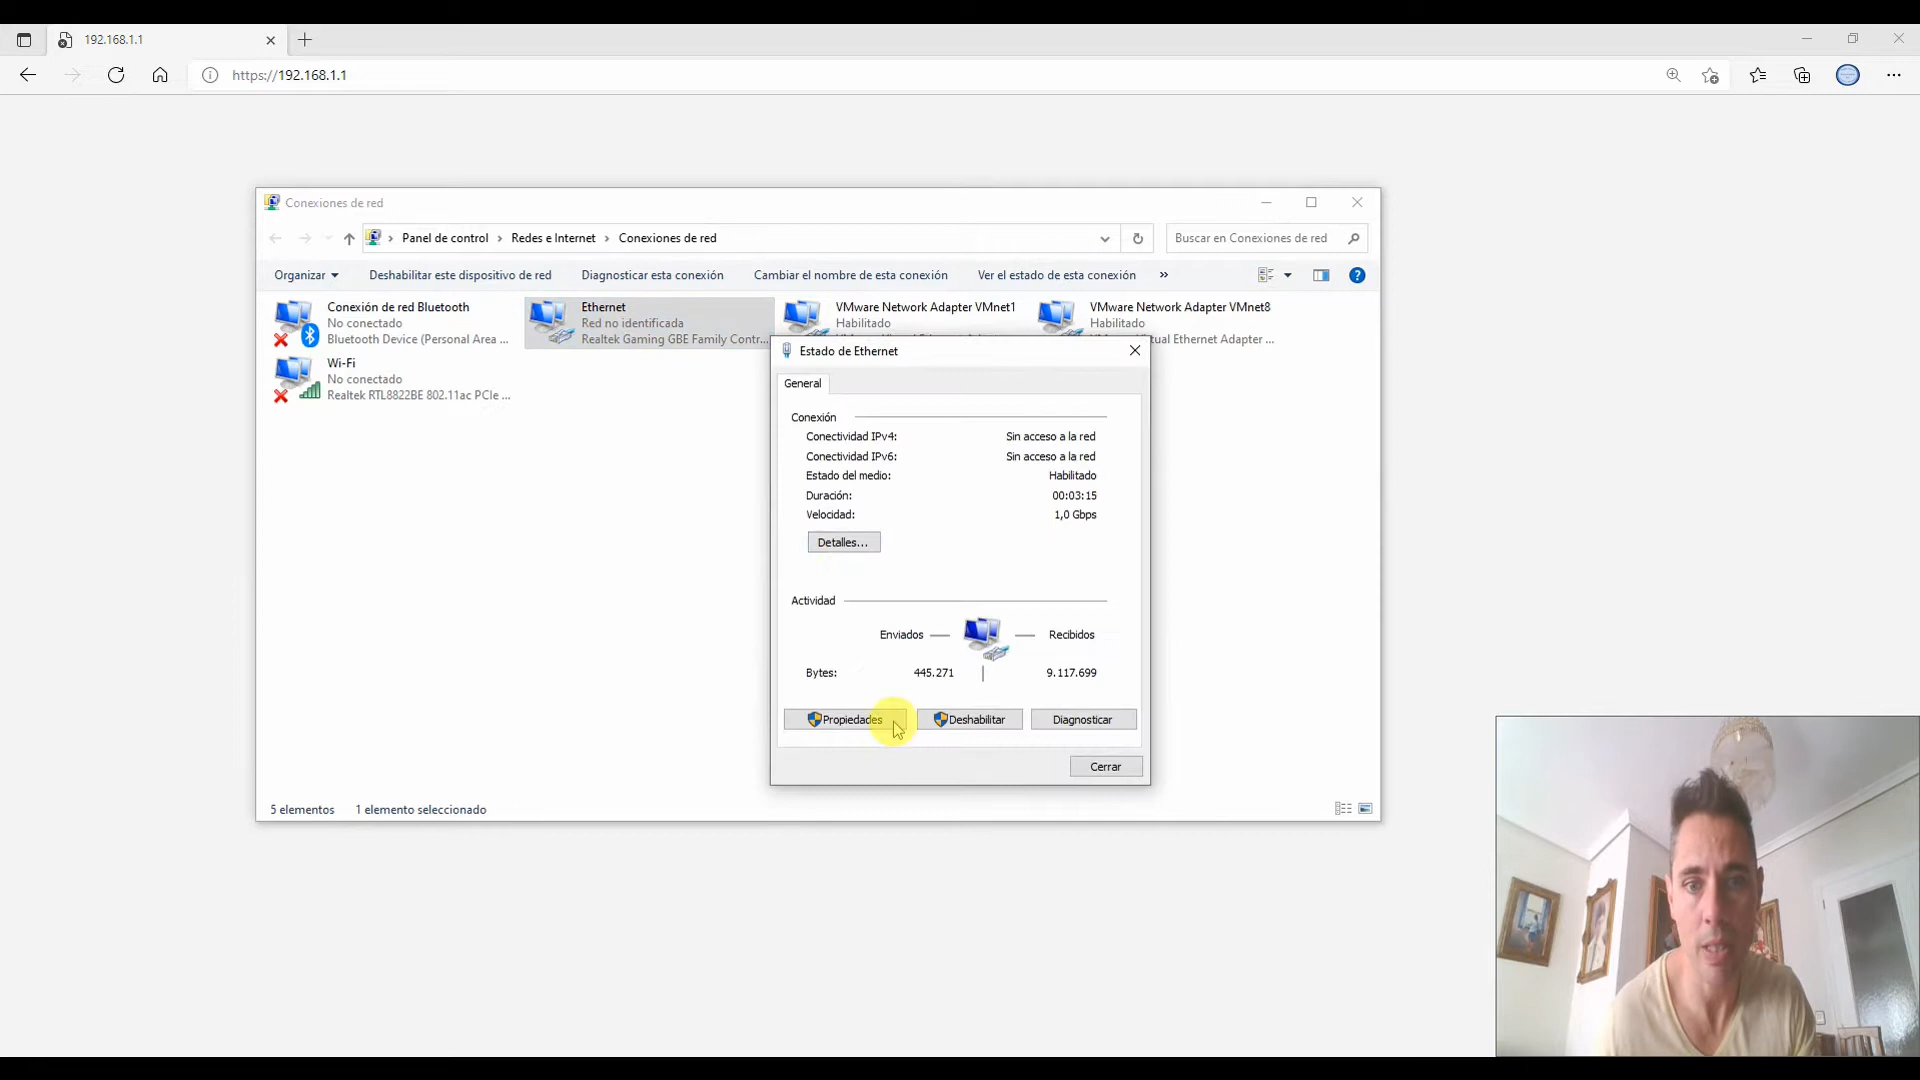 192.168.1.1
https://192.168.1.1
Conexiones de red
Panel de control
Redes e Internet
Conexiones de red
Buscar en Conexiones de red
Organizar
Deshabilitar este dispositivo de red
Diagnosticar esta conexión
Cambiar el nombre de esta conexión
Ver el estado de esta conexión
»
Conexión de red Bluetooth
No conectado
Bluetooth Device (Personal Area ...
Ethernet
Red no identificada
Realtek Gaming GBE Family Contr...
VMware Network Adapter VMnet1
Habilitado
VMware Network Adapter VMnet8
Habilitado
Ethernet Adapter ...
Wi-Fi
No conectado
Realtek RTL8822BE 802.11ac PCIe ...
Estado de Ethernet
General
Conexión
Conectividad IPv4: Sin acceso a la red
Conectividad IPv6: Sin acceso a la red
Estado del medio: Habilitado
Duración: 00:03:15
Velocidad: 1,0 Gbps
Detalles...
Actividad
Enviados — — Recibidos
Bytes: 445.271 9.117.699
Propiedades
Deshabilitar
Diagnosticar
Cerrar
5 elementos
1 elemento seleccionado